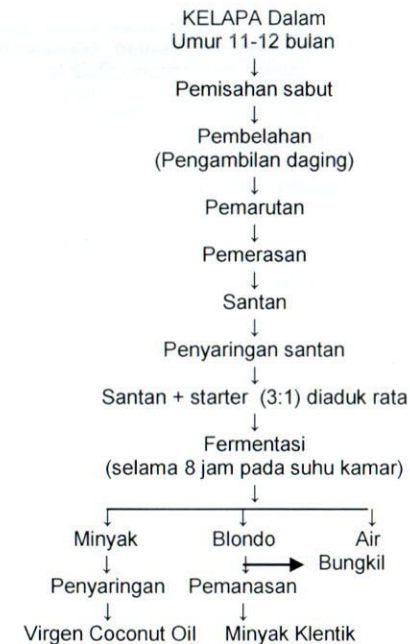 KELAPA Dalam
Umur 11-12 bulan
Pemisahan sabut
Pembelahan
(Pengambilan daging)
Pemarutan
Pemerasan
Santan
Penyaringan santan
Santan + starter (3:1) diaduk rata
Fermentasi
(selama 8 jam pada suhu kamar)
Minyak Blondo Air
Bungkil
Penyaringan Pemanasan
Virgen Coconut Oil Minyak Klentik